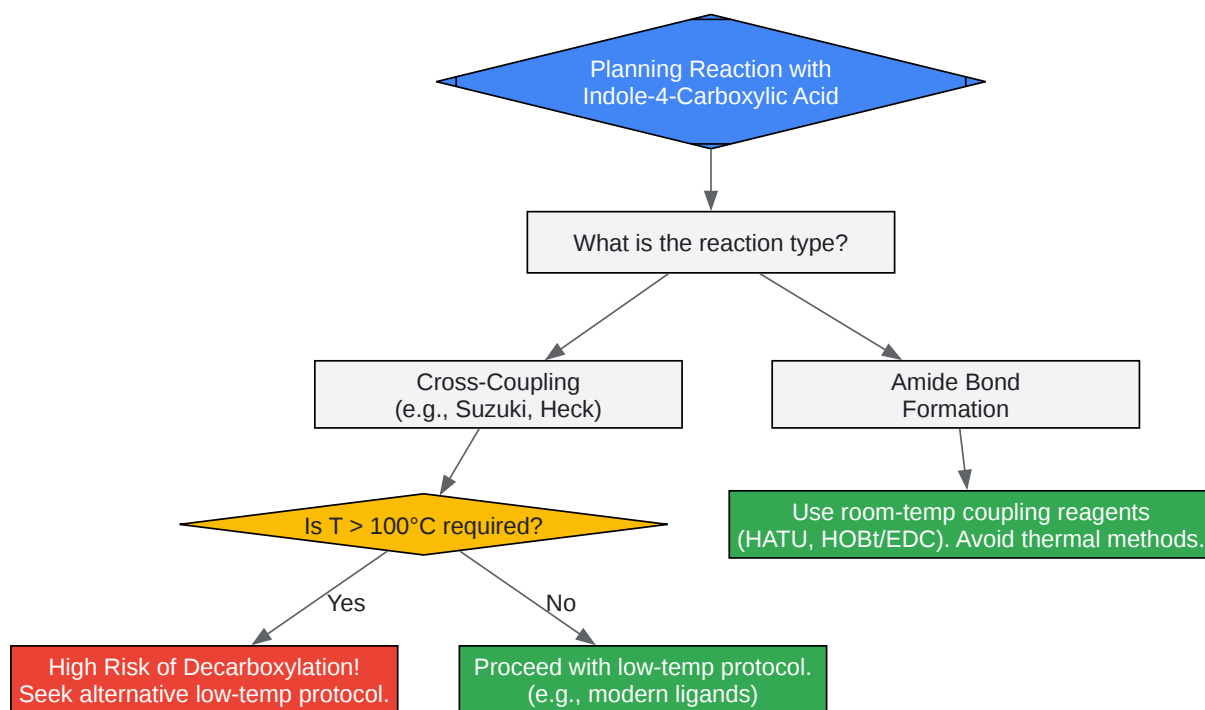 Planning Reaction with
Indole-4-Carboxylic Acid
What is the reaction type?
Cross-Coupling
(e.g., Suzuki, Heck)
Amide Bond
Formation
Is T > 100°C required?
Use room-temp coupling reagents
(HATU, HOBt/EDC). Avoid thermal methods.
Yes
No
High Risk of Decarboxylation!
Seek alternative low-temp protocol.
Proceed with low-temp protocol.
(e.g., modern ligands)